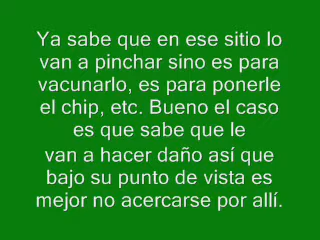 Ya sabe que en ese sitio lo
van a pinchar sino es para
vacunarlo, es para ponerle
el chip, etc. Bueno el caso
es que sabe que le
van a hacer daño así que
bajo su punto de vista es
mejor no acercarse por allí.